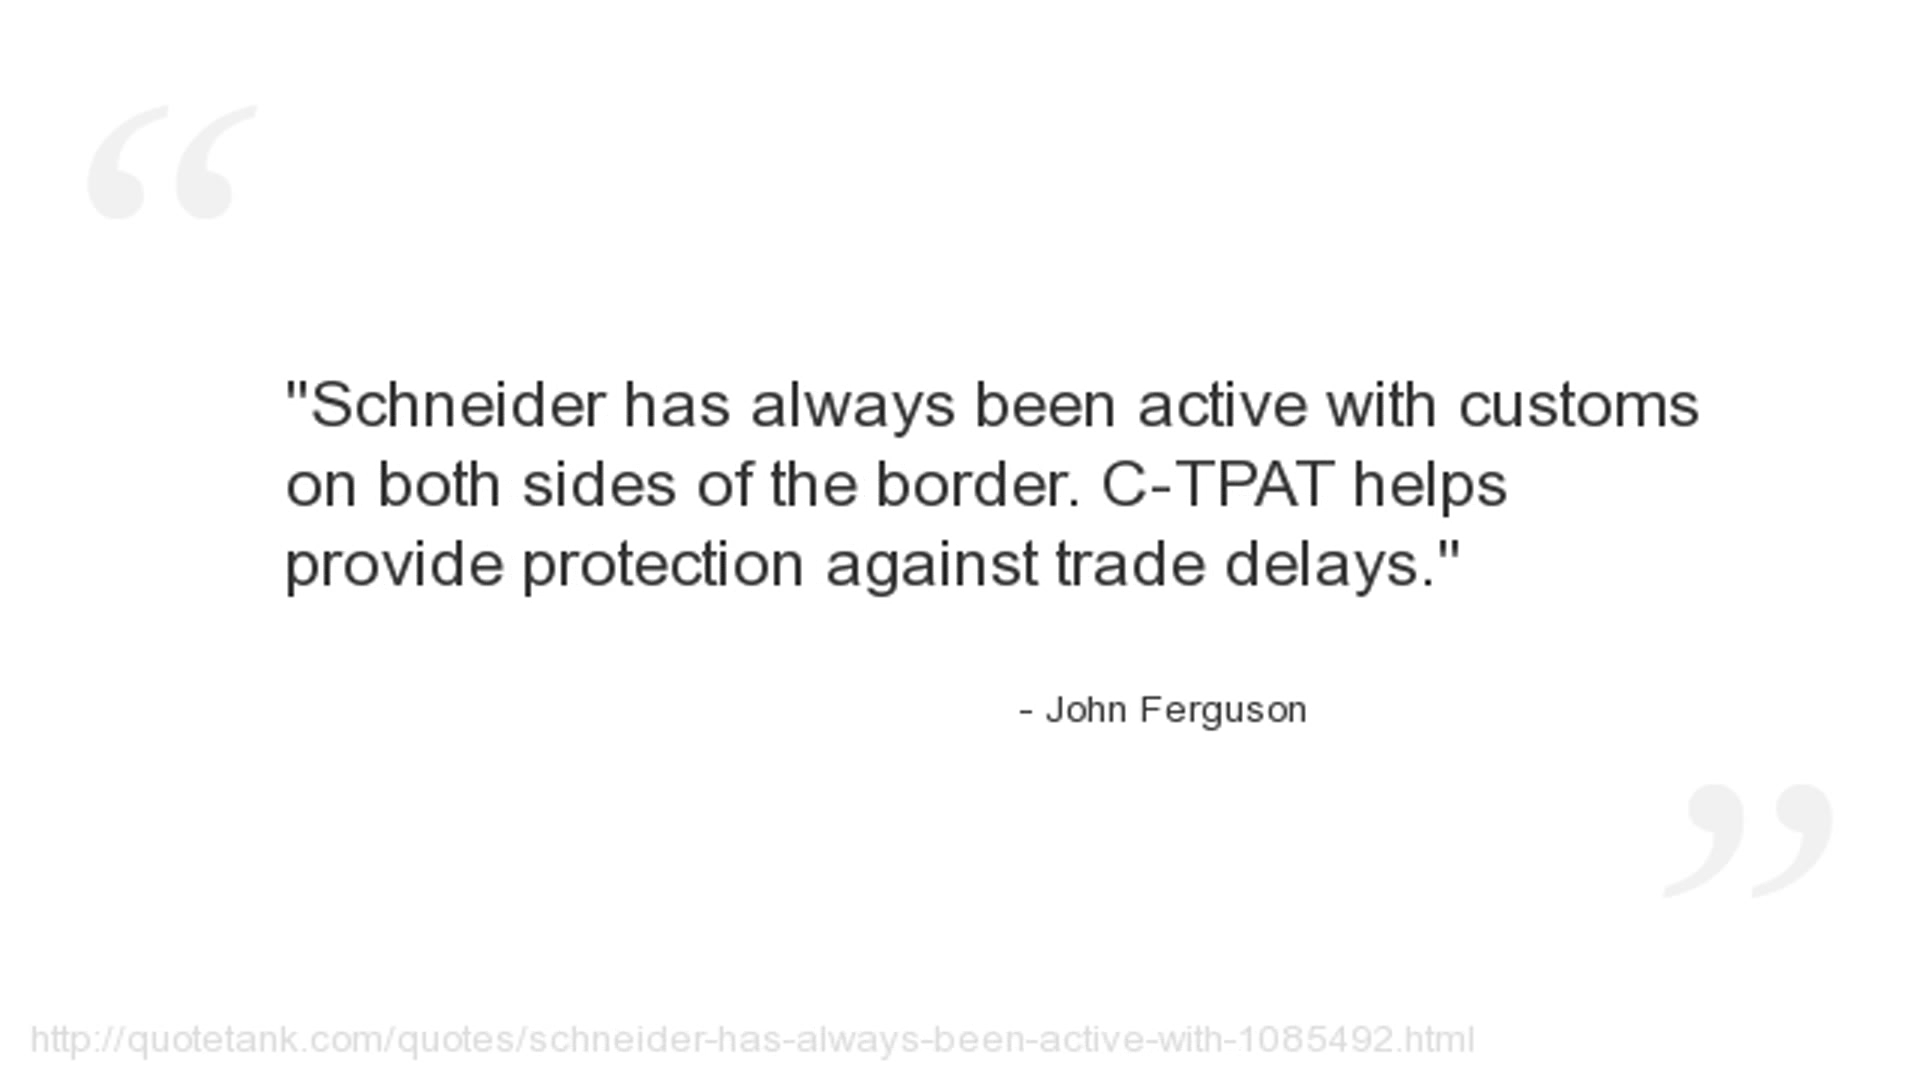 "Schneider has always been active with customs
on both sides of the border. C-TPAT helps
provide protection against trade delays."
- John Ferguson
http://quotetank.com/quotes/schneider-has-always-been-active-with-1085492.html